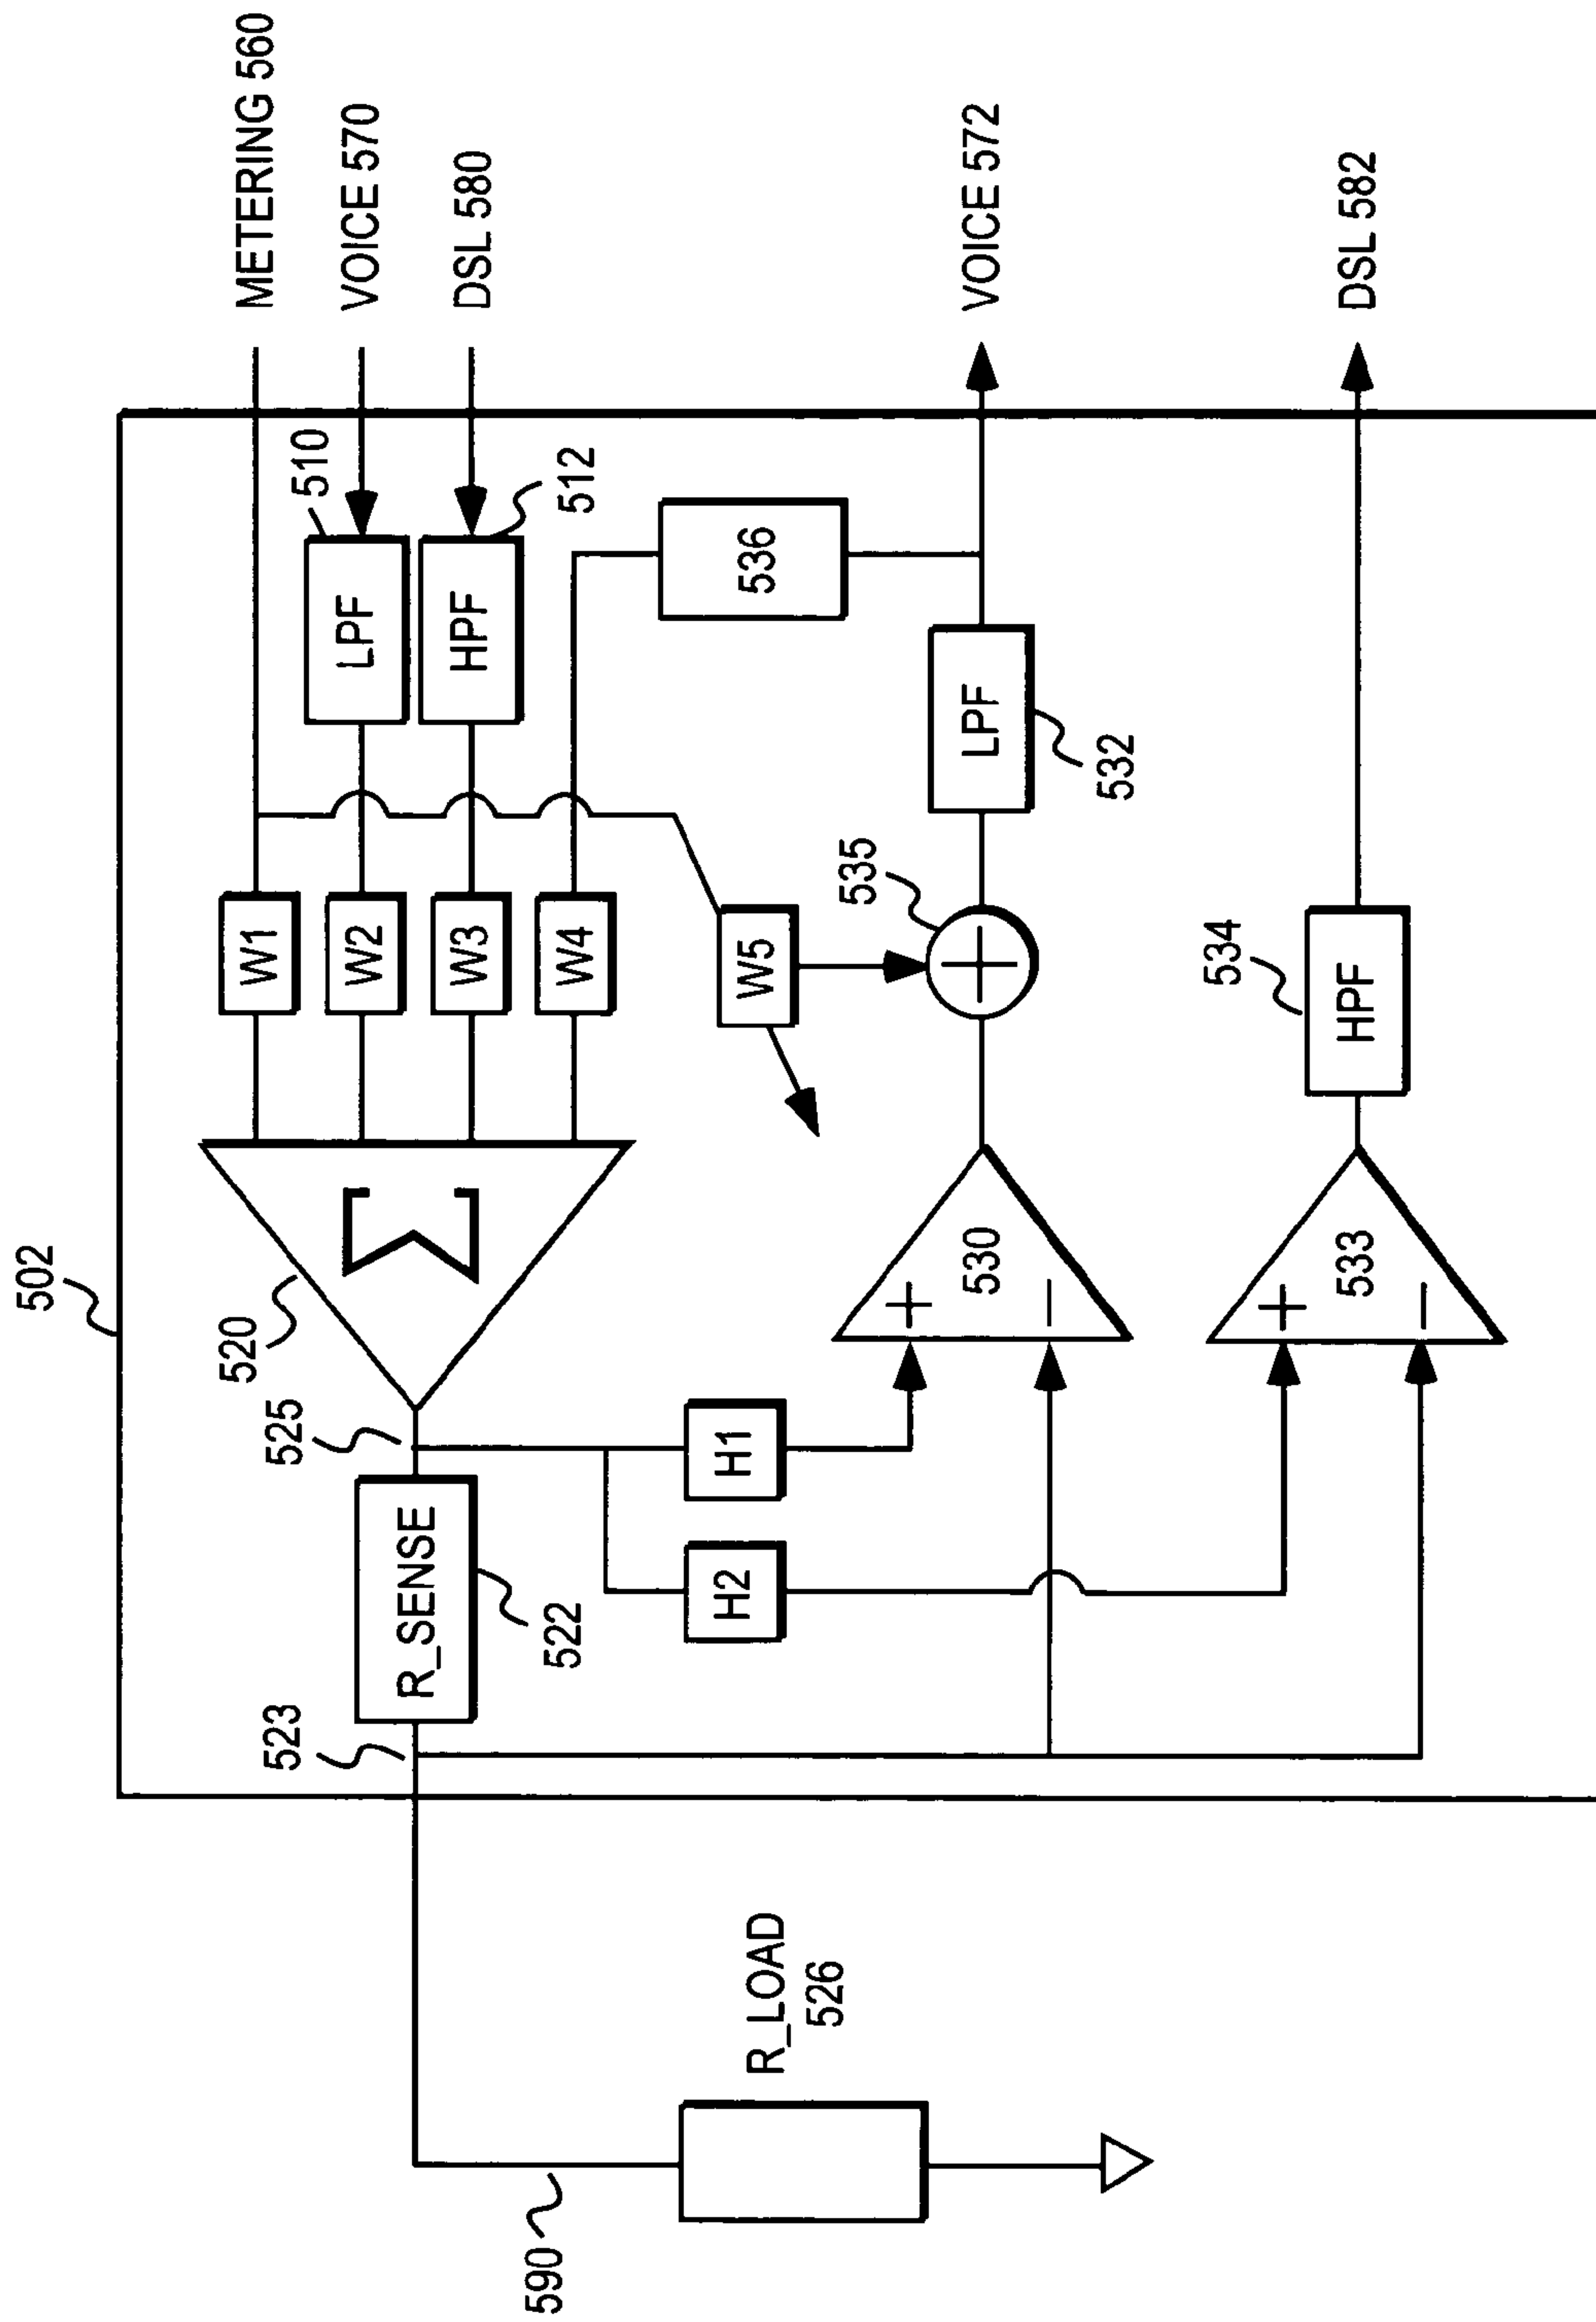 502
METERING 560
VOICE 570
DSL 580
510
LPF
HPF
512
W1
W2
W3
W4
520
Σ
525
R_SENSE
522
523
536
W5
535
H1
H2
+
530
−
+
LPF
532
VOICE 572
+
533
−
534
HPF
DSL 582
R_LOAD
526
590